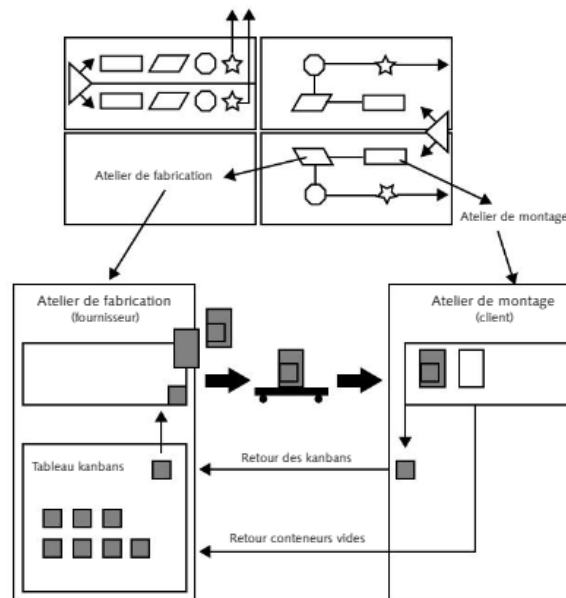 Atelier de fabrication
Atelier de montage
Atelier de fabrication
(fournisseur)
Atelier de montage
(client)
Tableau kanbans
Retour des kanbans
Retour conteneurs vides